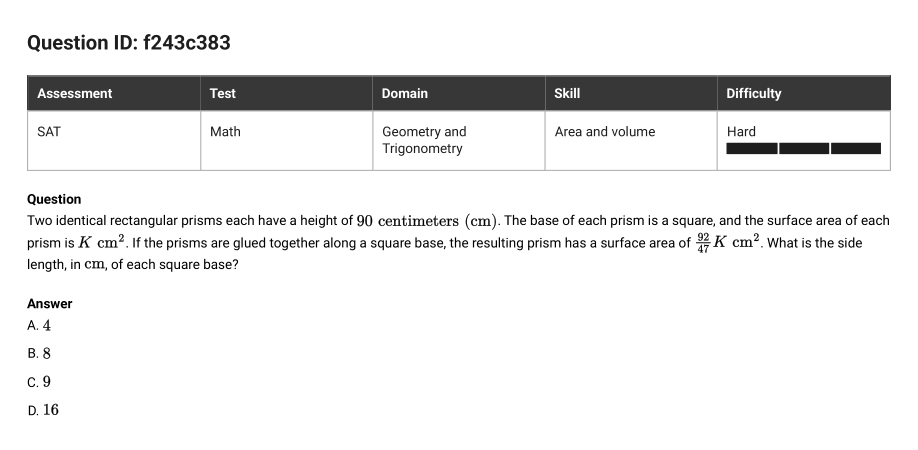 Question ID: f243c383
Assessment Test Domain Skill Difficulty
SAT Math Geometry and Trigonometry Area and volume Hard
Question
Two identical rectangular prisms each have a height of 90 centimeters (cm). The base of each prism is a square, and the surface area of each
prism is K cm². If the prisms are glued together along a square base, the resulting prism has a surface area of 92/47 K cm². What is the side
length, in cm, of each square base?
Answer
A. 4
B. 8
C. 9
D. 16